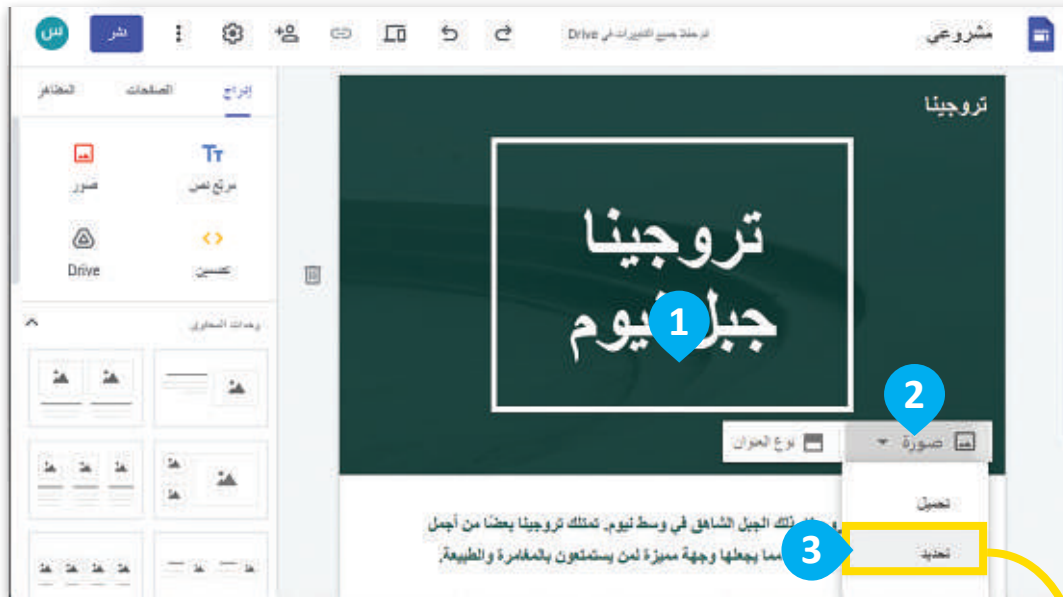 مشروعي
تم حفظ جميع التغييرات في Drive
نشر
س
تروجينا
تروجينا
جبل نيوم
1
إدراج
الصفحات
المظاهر
مربّع نص
صور
تضمين
Drive
وحدات المحتوى
2
صورة
نوع العنوان
تحميل
تحديد
3
ذلك الجبل الشاهق في وسط نيوم. تمتلك تروجينا بعضًا من أجمل
مما يجعلها وجهة مميزة لمن يستمتعون بالمغامرة والطبيعة.